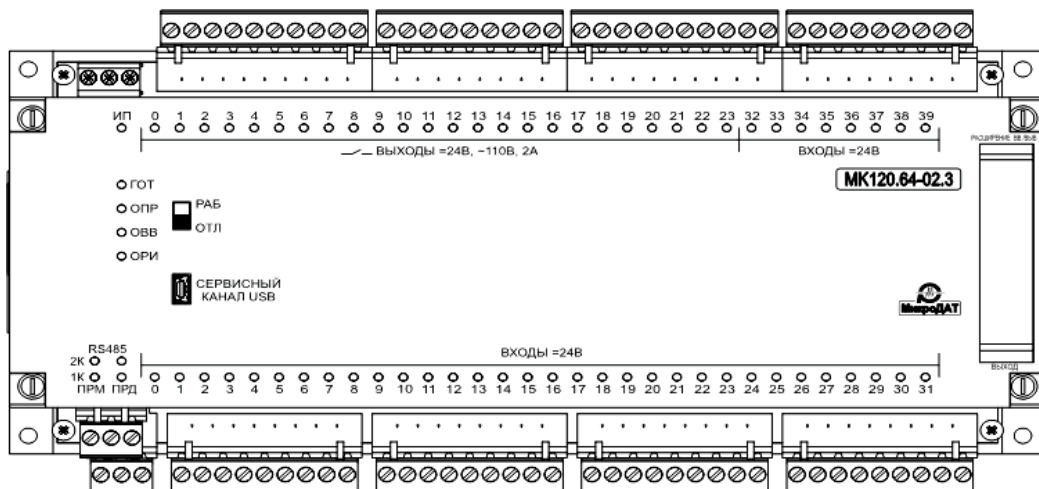 ИП 0 1 2 3 4 5 6 7 8 9 10 11 12 13 14 15 16 17 18 19 20 21 22 23 32 33 34 35 36 37 38 39
ВЫХОДЫ =24В, ~110В, 2А
ВХОДЫ =24В
РАСШИРЕНИЕ ВВ/ВЫВ
ГОТ
МК120.64-02.3
ОПР
РАБ
ОВВ
ОТЛ
ОРИ
СЕРВИСНЫЙ
КАНАЛ USB
МикроДАТ
RS485
ВХОДЫ =24В
2К
1К
ВЫХОД
ПРМ ПРД 0 1 2 3 4 5 6 7 8 9 10 11 12 13 14 15 16 17 18 19 20 21 22 23 24 25 26 27 28 29 30 31